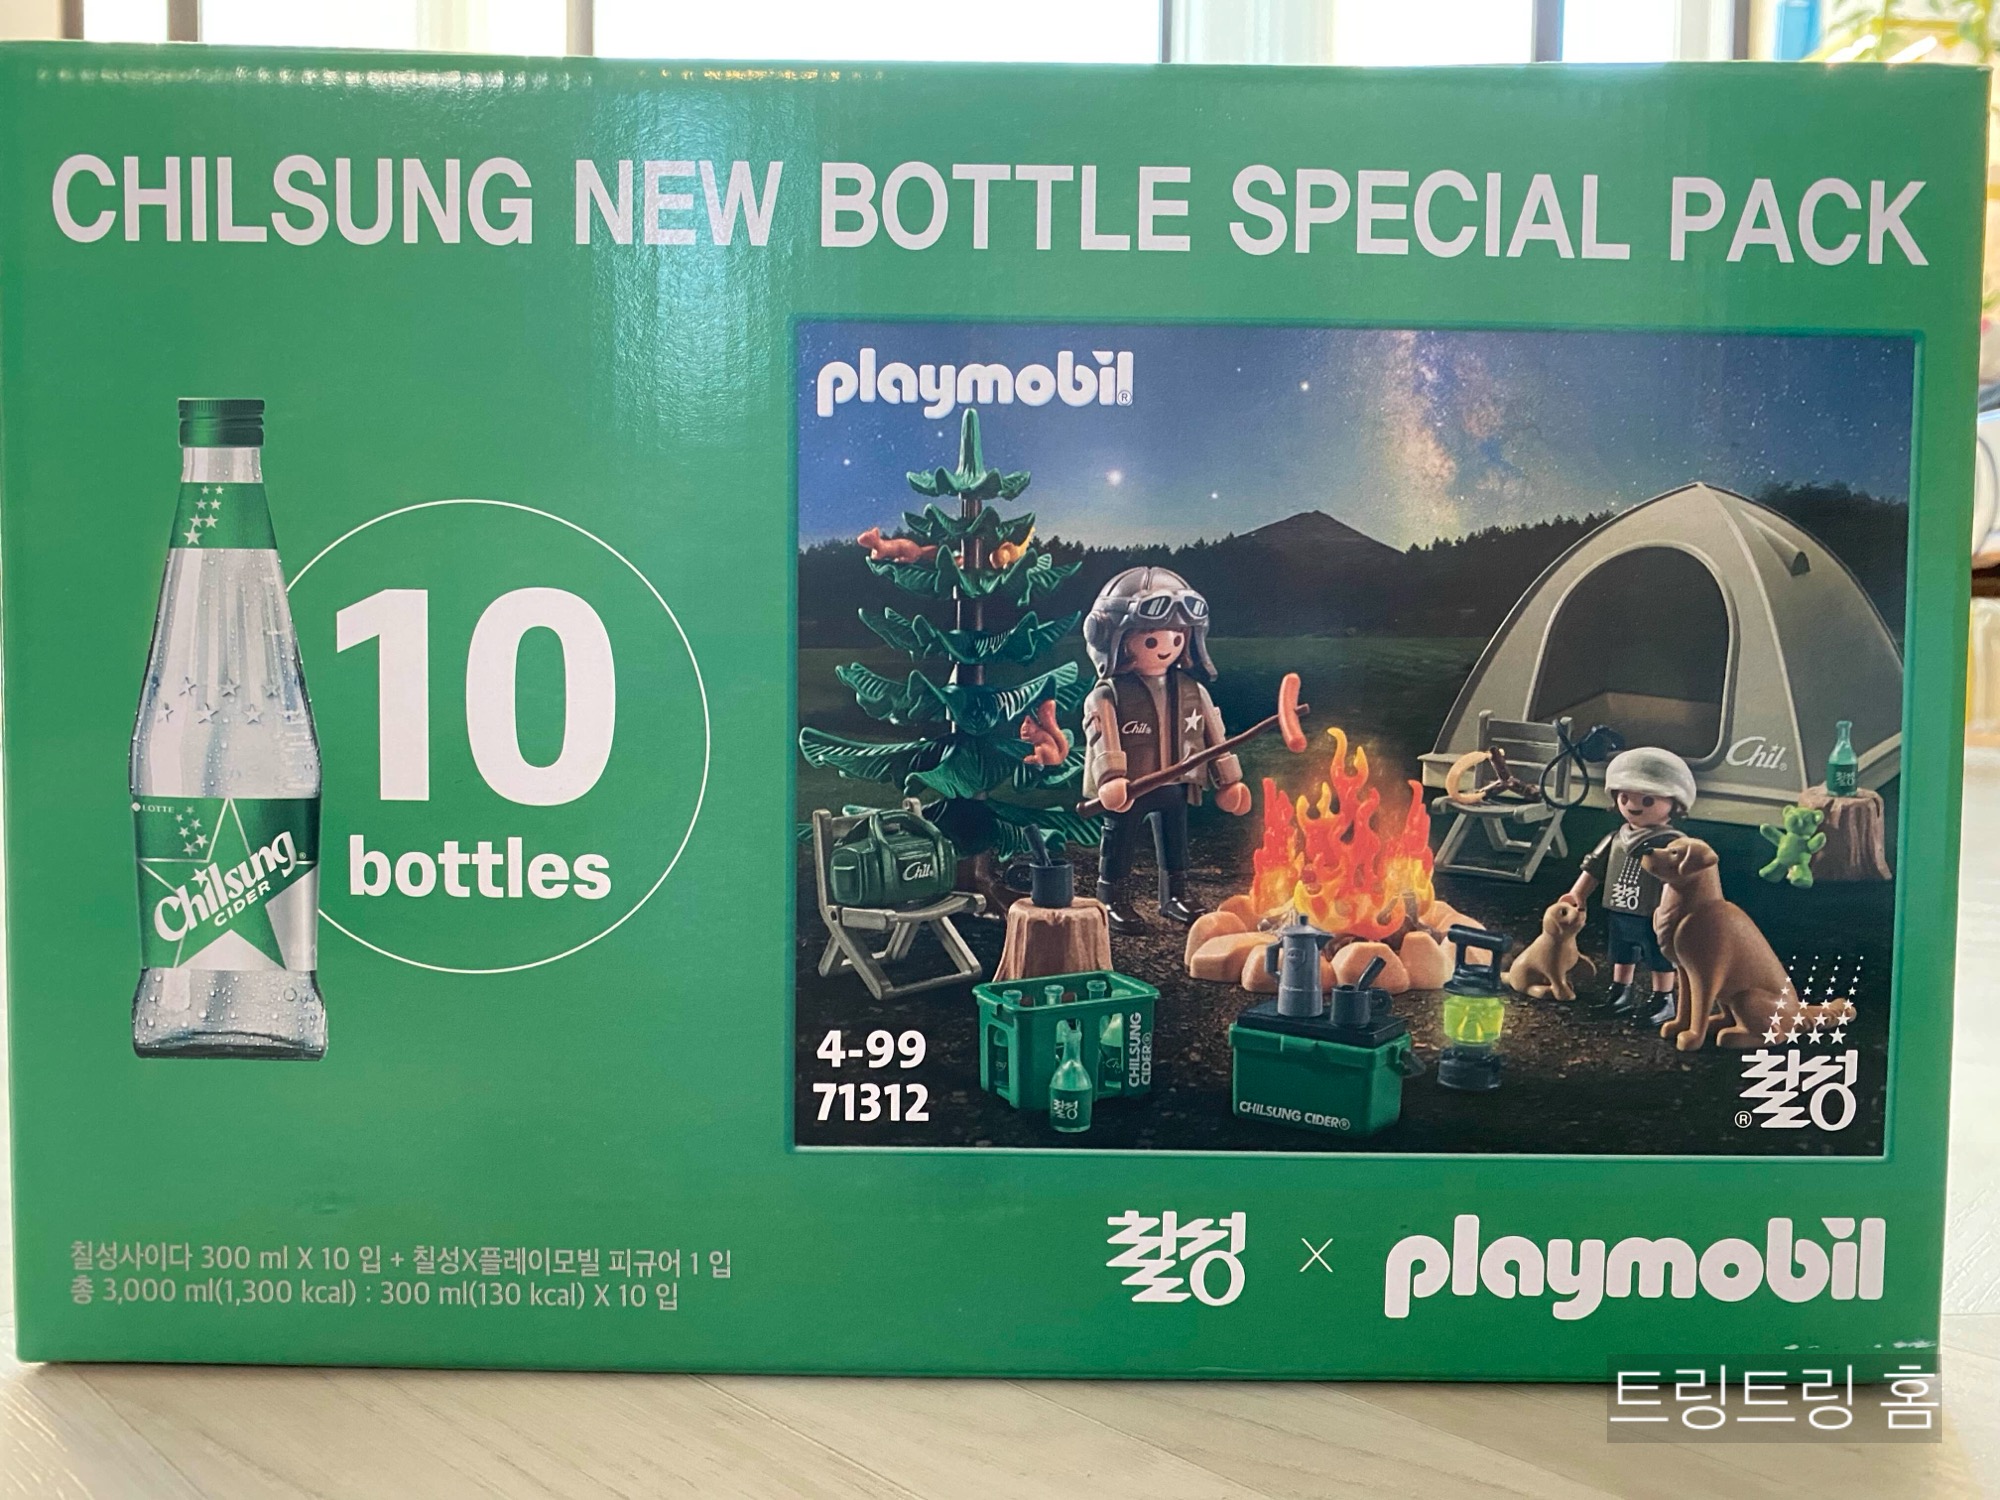 CHILSUNG NEW BOTTLE SPECIAL PACK
playmobil®
LOTTE
Chilsung®
CIDER
10
bottles
Chil®
Chil®
Chil®
칠성
칠성
CHILSUNG
CIDER®
칠성
CHILSUNG CIDER®
4-99
71312
칠성®
칠성 X playmobil
칠성사이다 300 ml X 10 입 + 칠성X플레이모빌 피규어 1 입
총 3,000 ml(1,300 kcal) : 300 ml(130 kcal) X 10 입
트링트링 홈